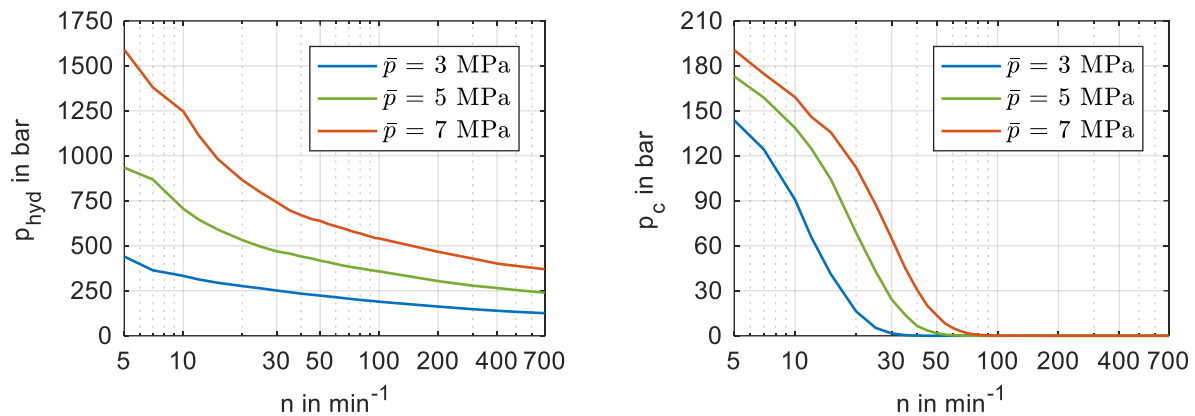 1750
1500
1250
1000
750
500
250
0
p_hyd in bar
5 10 30 50 100 200 400 700
n in min^-1
p̄ = 3 MPa
p̄ = 5 MPa
p̄ = 7 MPa
210
180
150
120
90
60
30
0
p_c in bar
5 10 30 50 100 200 400 700
n in min^-1
p̄ = 3 MPa
p̄ = 5 MPa
p̄ = 7 MPa